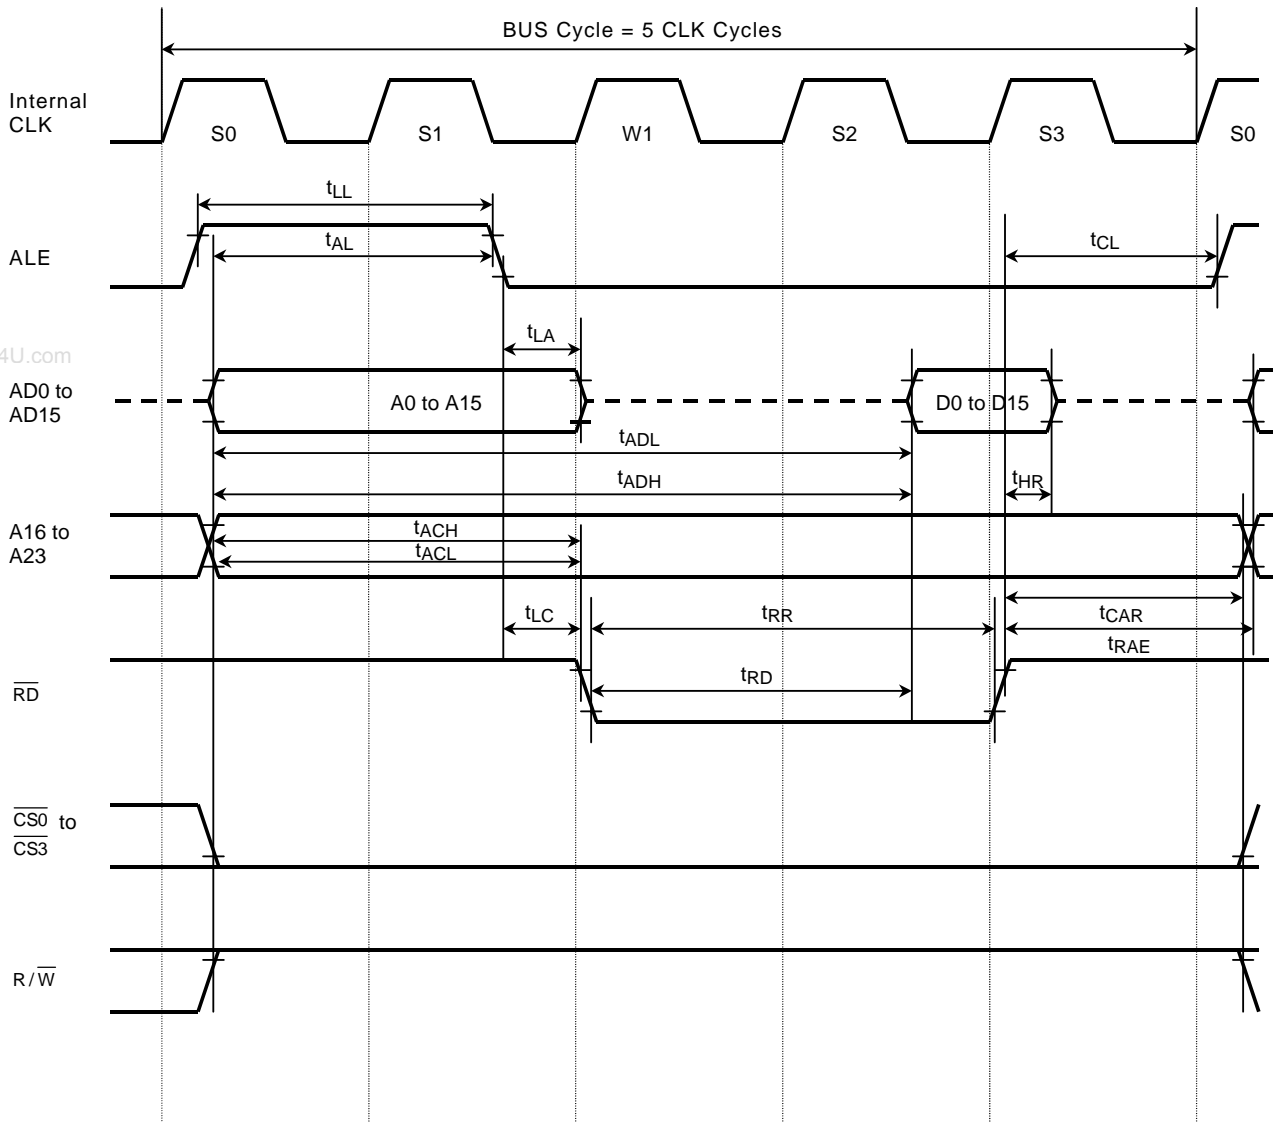 BUS Cycle = 5 CLK Cycles
Internal
CLK
S0
S1
W1
S2
S3
S0
tLL
ALE
tAL
tCL
tLA
4U.com
AD0 to
AD15
A0 to A15
D0 to D15
tADL
tADH
tHR
A16 to
A23
tACH
tACL
tLC
tRR
tCAR
tRAE
RD
tRD
CS0 to
CS3
R/W